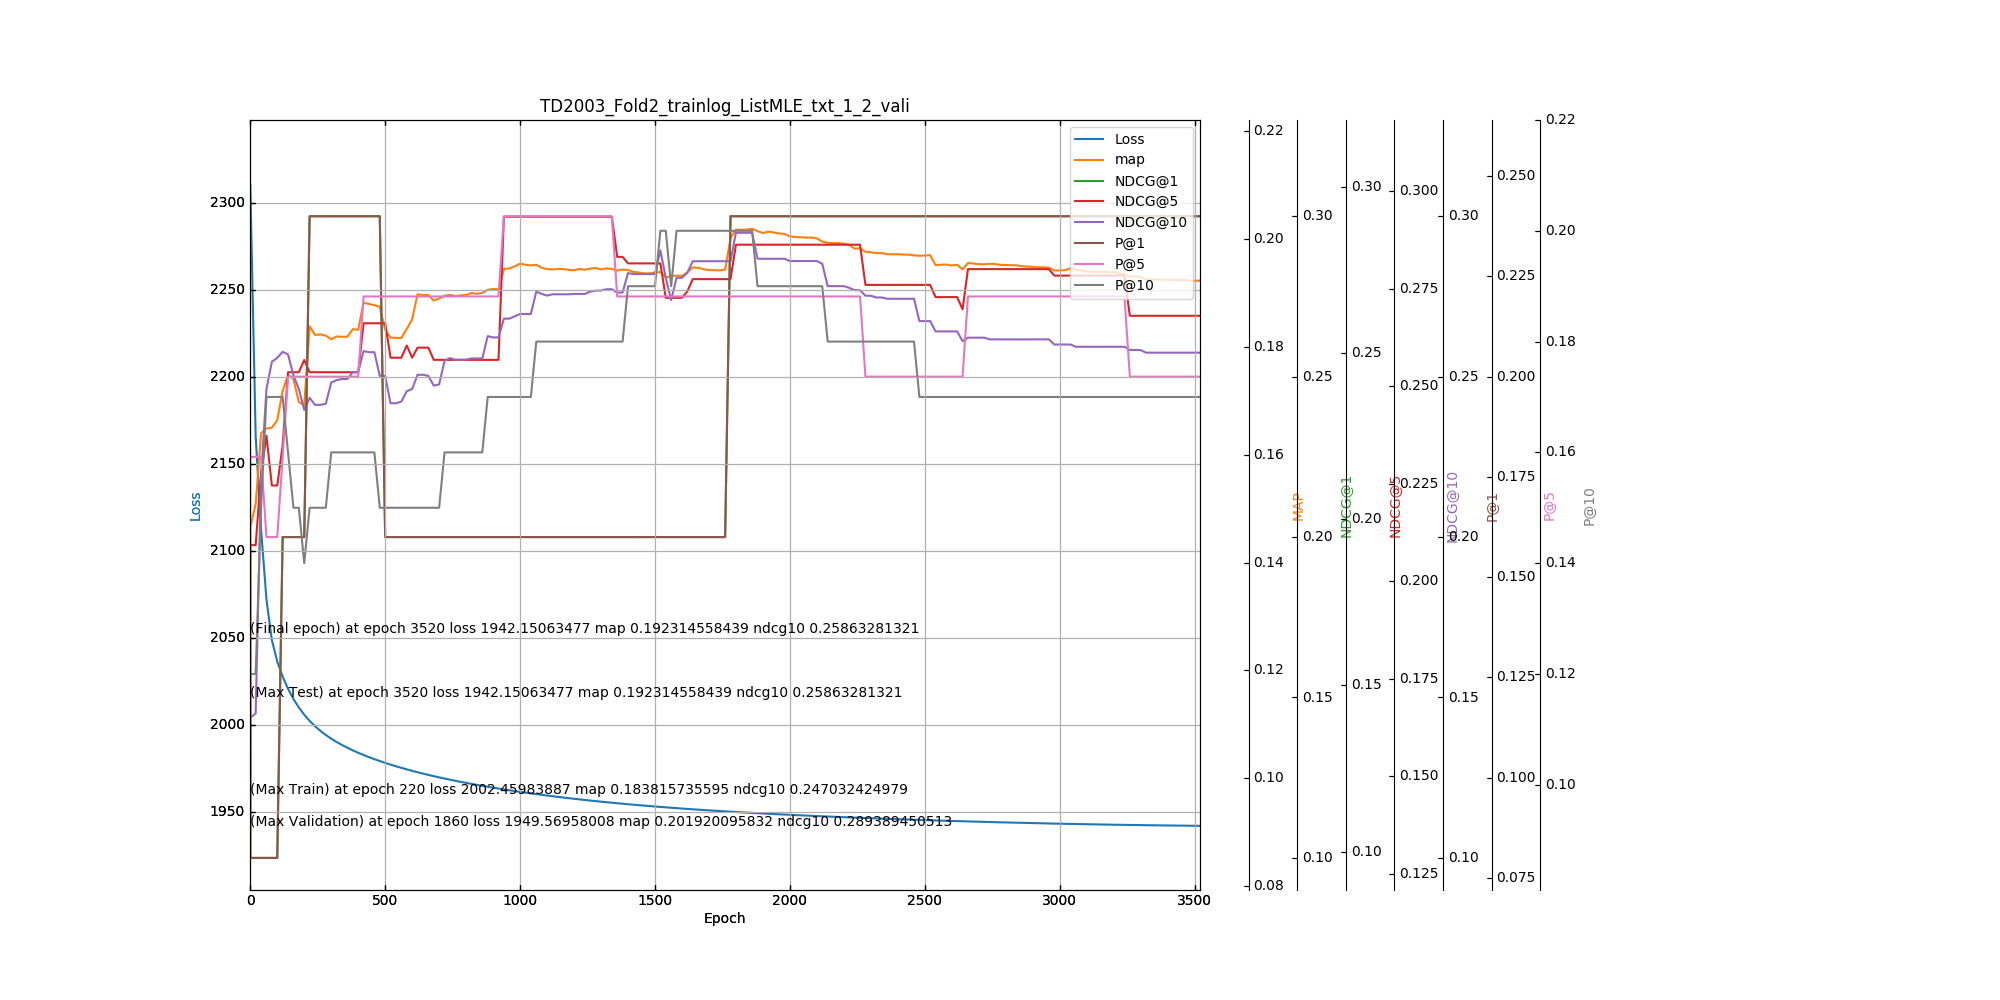 TD2003_Fold2_trainlog_ListMLE_txt_1_2_vali
Loss
map
NDCG@1
NDCG@5
NDCG@10
P@1
P@5
P@10
2300
2250
2200
2150
2100
2050
2000
1950
Loss
(Final epoch) at epoch 3520 loss 1942.15063477 map 0.192314558439 ndcg10 0.25863281321
(Max Test) at epoch 3520 loss 1942.15063477 map 0.192314558439 ndcg10 0.25863281321
(Max Train) at epoch 220 loss 2002.45983887 map 0.183815735595 ndcg10 0.247032424979
(Max Validation) at epoch 1860 loss 1949.56958008 map 0.201920095832 ndcg10 0.289389450513
0 500 1000 1500 2000 2500 3000 3500
Epoch
0.22
0.20
0.18
0.16
0.14
0.12
0.10
0.08
MAP
0.30
0.25
0.20
0.15
0.10
NDCG@1
0.30
0.25
0.20
0.15
0.10
NDCG@5
0.300
0.275
0.250
0.225
0.200
0.175
0.150
0.125
NDCG@10
0.30
0.25
0.20
0.15
0.10
P@1
0.250
0.225
0.200
0.175
0.150
0.125
0.100
0.075
P@5
0.22
0.20
0.18
0.16
0.14
0.12
0.10
P@10